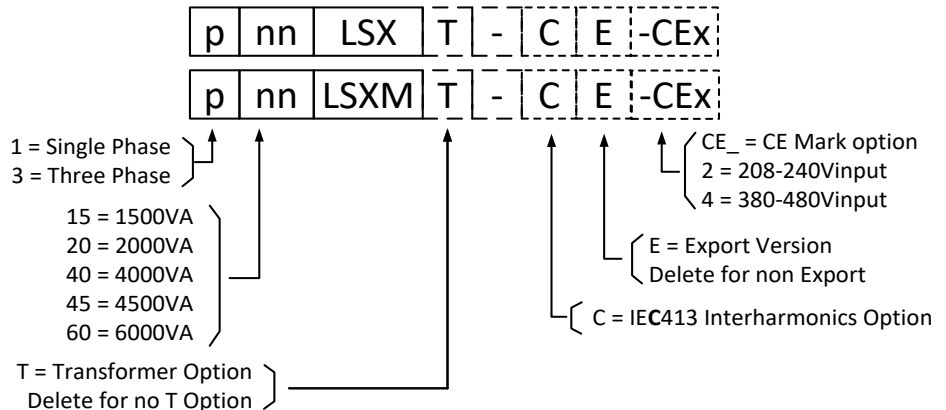 p nn LSX T - C E -CEx
p nn LSXM T - C E -CEx
1 = Single Phase
3 = Three Phase
15 = 1500VA
20 = 2000VA
40 = 4000VA
45 = 4500VA
60 = 6000VA
T = Transformer Option
Delete for no T Option
CE_ = CE Mark option
2 = 208-240Vinput
4 = 380-480Vinput
E = Export Version
Delete for non Export
C = IEC413 Interharmonics Option